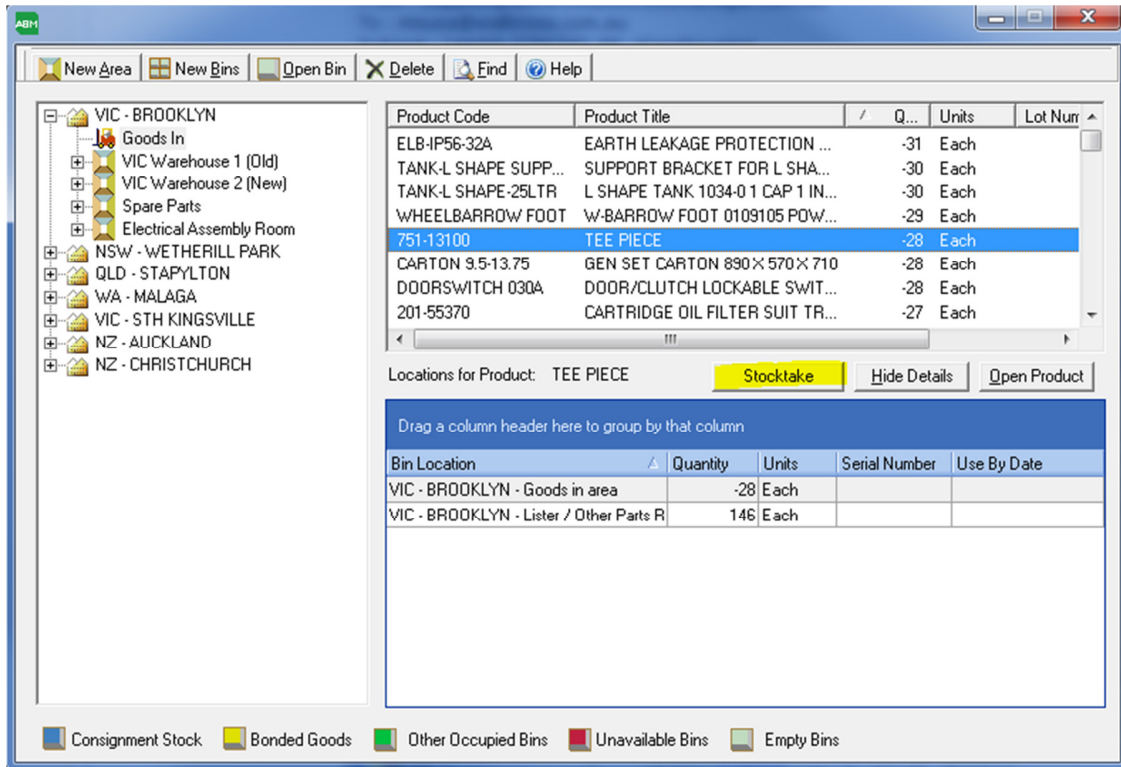 ABM
New Area New Bins Open Bin Delete Find Help
VIC - BROOKLYN
Goods In
VIC Warehouse 1 (Old)
VIC Warehouse 2 (New)
Spare Parts
Electrical Assembly Room
NSW - WETHERILL PARK
QLD - STAPYLTON
WA - MALAGA
VIC - STH KINGSVILLE
NZ - AUCKLAND
NZ - CHRISTCHURCH
Product Code Product Title Q... Units Lot Num
ELB-IP56-32A EARTH LEAKAGE PROTECTION ... -31 Each
TANK-L SHAPE SUPP... SUPPORT BRACKET FOR L SHA... -30 Each
TANK-L SHAPE-25LTR L SHAPE TANK 1034-0 1 CAP 1 IN... -30 Each
WHEELBARROW FOOT W-BARROW FOOT 0109105 POW... -29 Each
751-13100 TEE PIECE -28 Each
CARTON 9.5-13.75 GEN SET CARTON 890 X 570 X 710 -28 Each
DOORSWITCH 030A DOOR/CLUTCH LOCKABLE SWIT... -28 Each
201-55370 CARTRIDGE OIL FILTER SUIT TR... -27 Each
Locations for Product: TEE PIECE Stocktake Hide Details Open Product
Drag a column header here to group by that column
Bin Location Quantity Units Serial Number Use By Date
VIC - BROOKLYN - Goods in area -28 Each
VIC - BROOKLYN - Lister / Other Parts R 146 Each
Consignment Stock Bonded Goods Other Occupied Bins Unavailable Bins Empty Bins